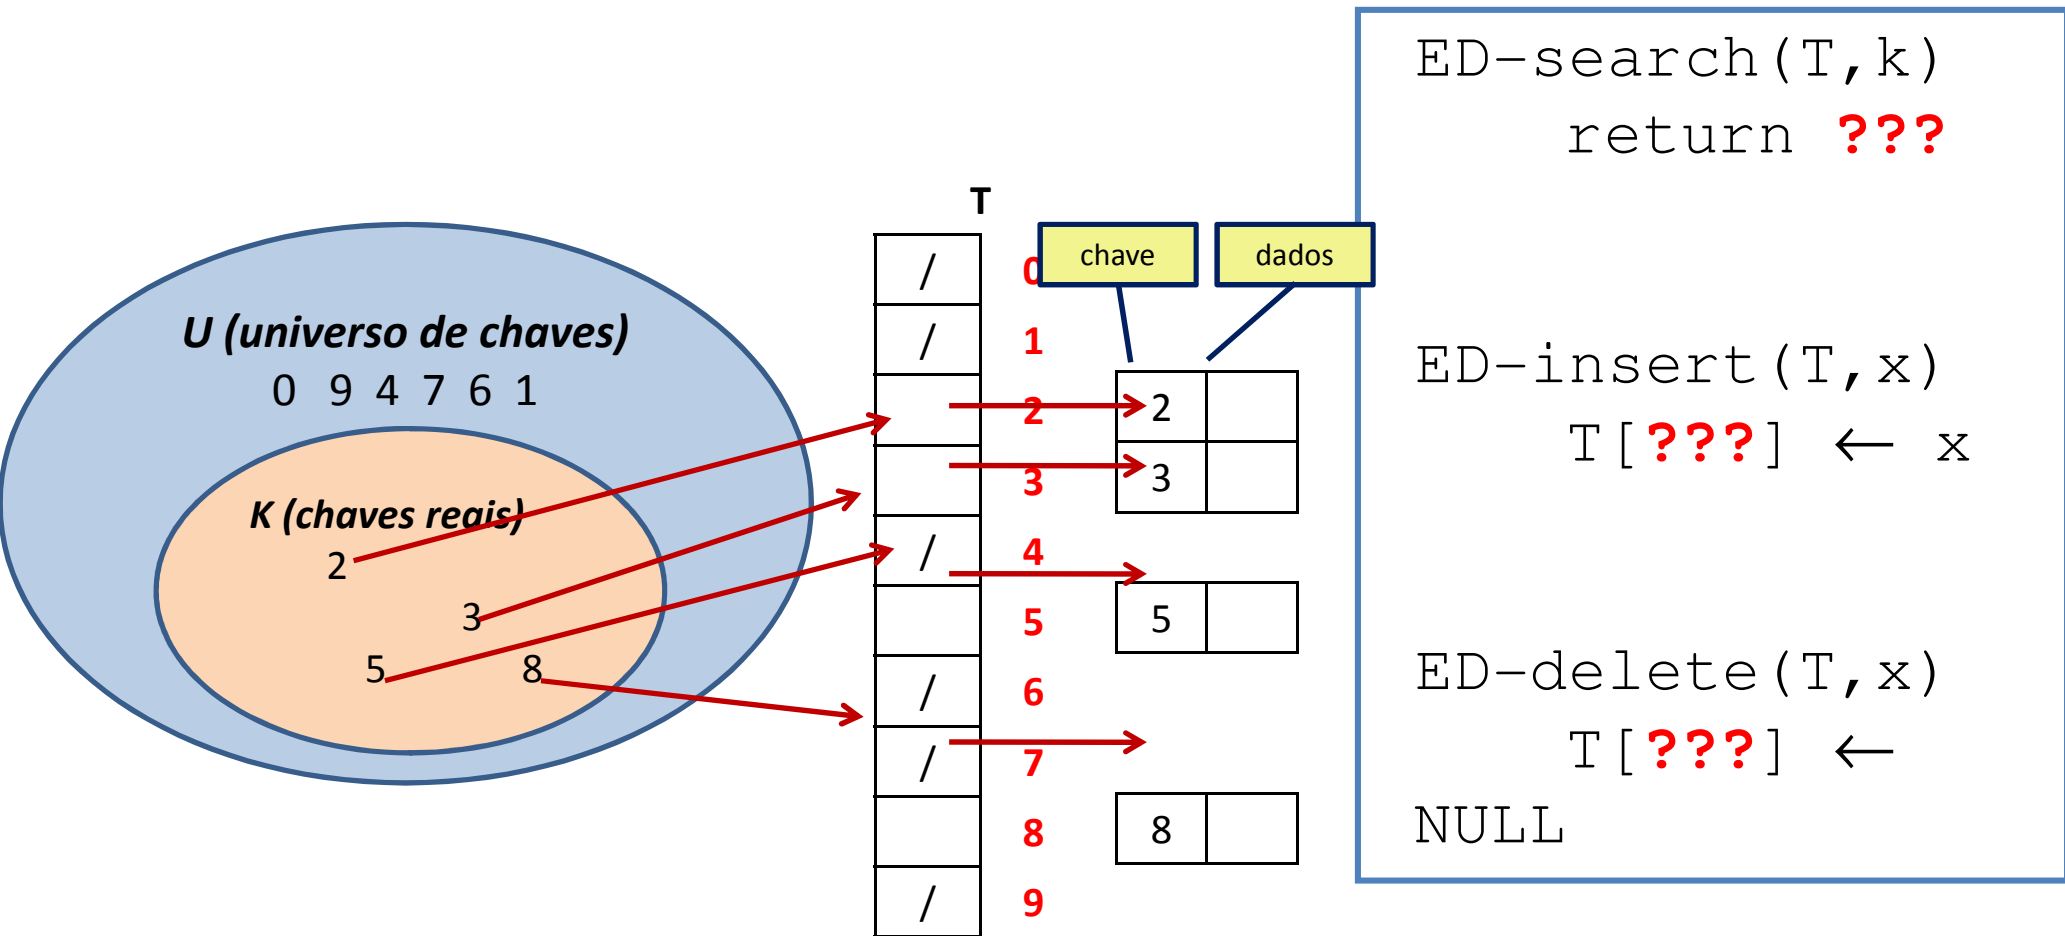 U (universo de chaves)
0 9 4 7 6 1
K (chaves reais)
2
3
5
8
T
/
/
/
/
/
/
0
1
2
3
4
5
6
7
8
9
chave
dados
2
3
5
8
ED-search(T,k)
return ???
ED-insert(T,x)
T[???] ← x
ED-delete(T,x)
T[???] ←
NULL